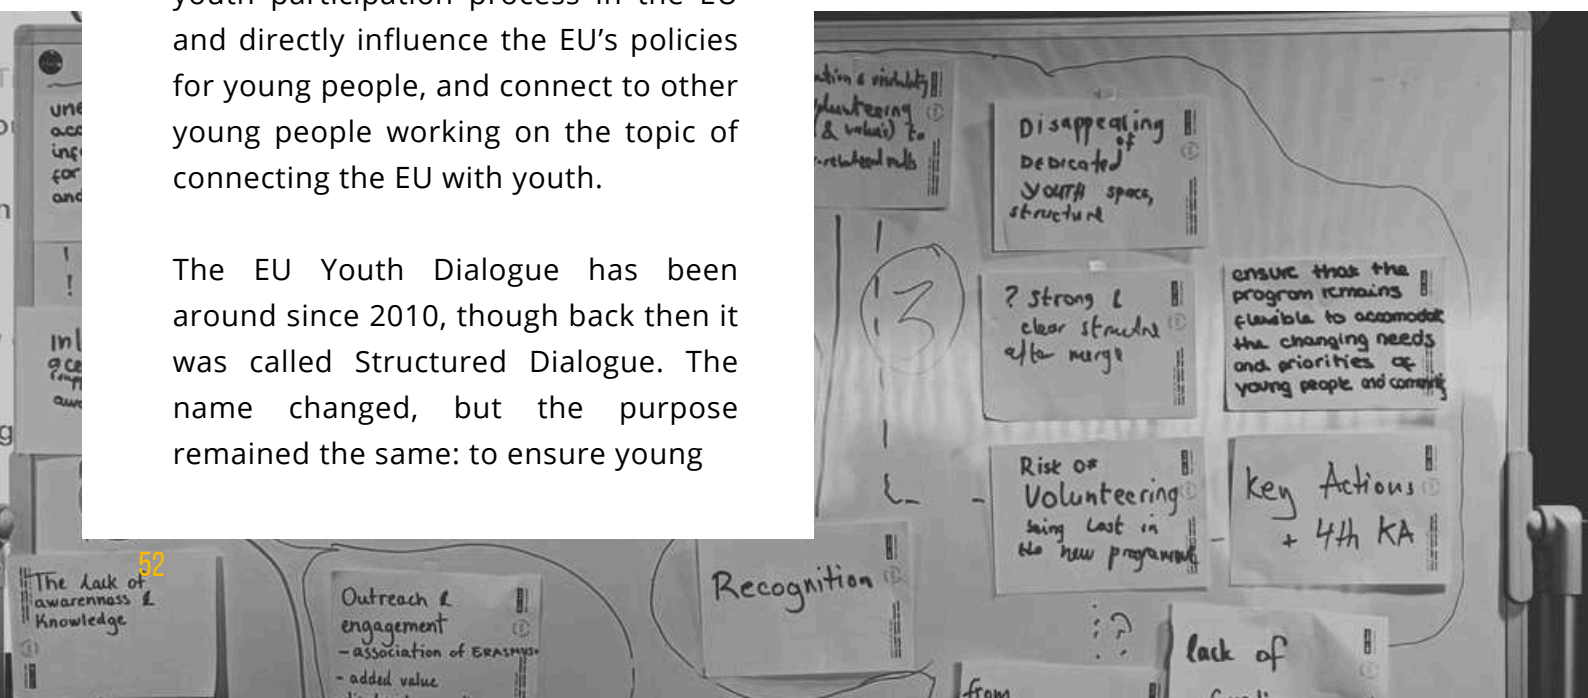 youth participation process in the EU
and directly influence the EU's policies
for young people, and connect to other
young people working on the topic of
connecting the EU with youth.
The EU Youth Dialogue has been
around since 2010, though back then it
was called Structured Dialogue. The
name changed, but the purpose
remained the same: to ensure young
52
The lack of
awarenness &
Knowledge
Outreach &
engagement
- association of ERASMUS+
- added value
Recognition
3
Disappearing
of
Dedicated
youth space,
structure
? strong &
clear structure
after merge
ensure that the
program remains
flexible to accomodate
the changing needs
and priorities of
young people and
Risk of
Volunteering
being Lost in
the new programme
Key Actions
+ 4th KA
? 
lack of
from